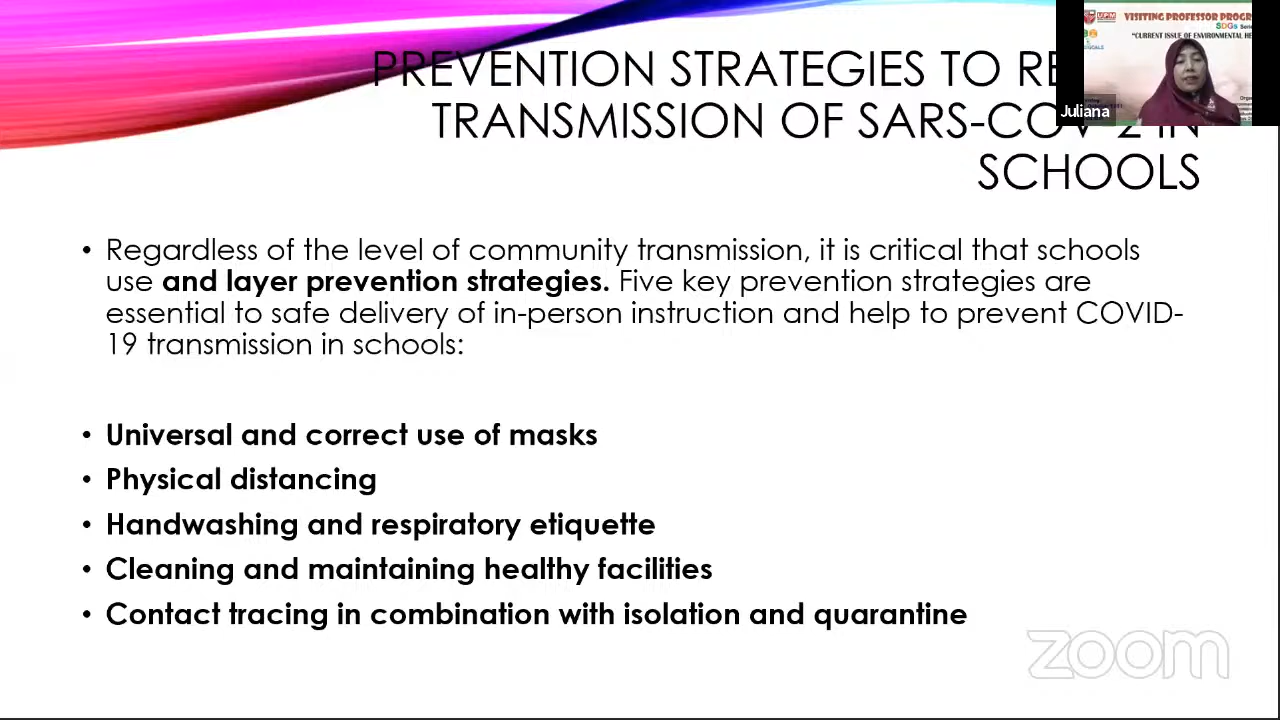 PREVENTION STRATEGIES TO
TRANSMISSION OF SARS-COV-2 IN
SCHOOLS
• Regardless of the level of community transmission, it is critical that schools
use and layer prevention strategies. Five key prevention strategies are
essential to safe delivery of in-person instruction and help to prevent COVID-
19 transmission in schools:
• Universal and correct use of masks
• Physical distancing
• Handwashing and respiratory etiquette
• Cleaning and maintaining healthy facilities
• Contact tracing in combination with isolation and quarantine
UPM
VISITING PROFESSOR
SDGs
"CURRENT ISSUE OF ENVIRONMENTAL
Juliana
zoom